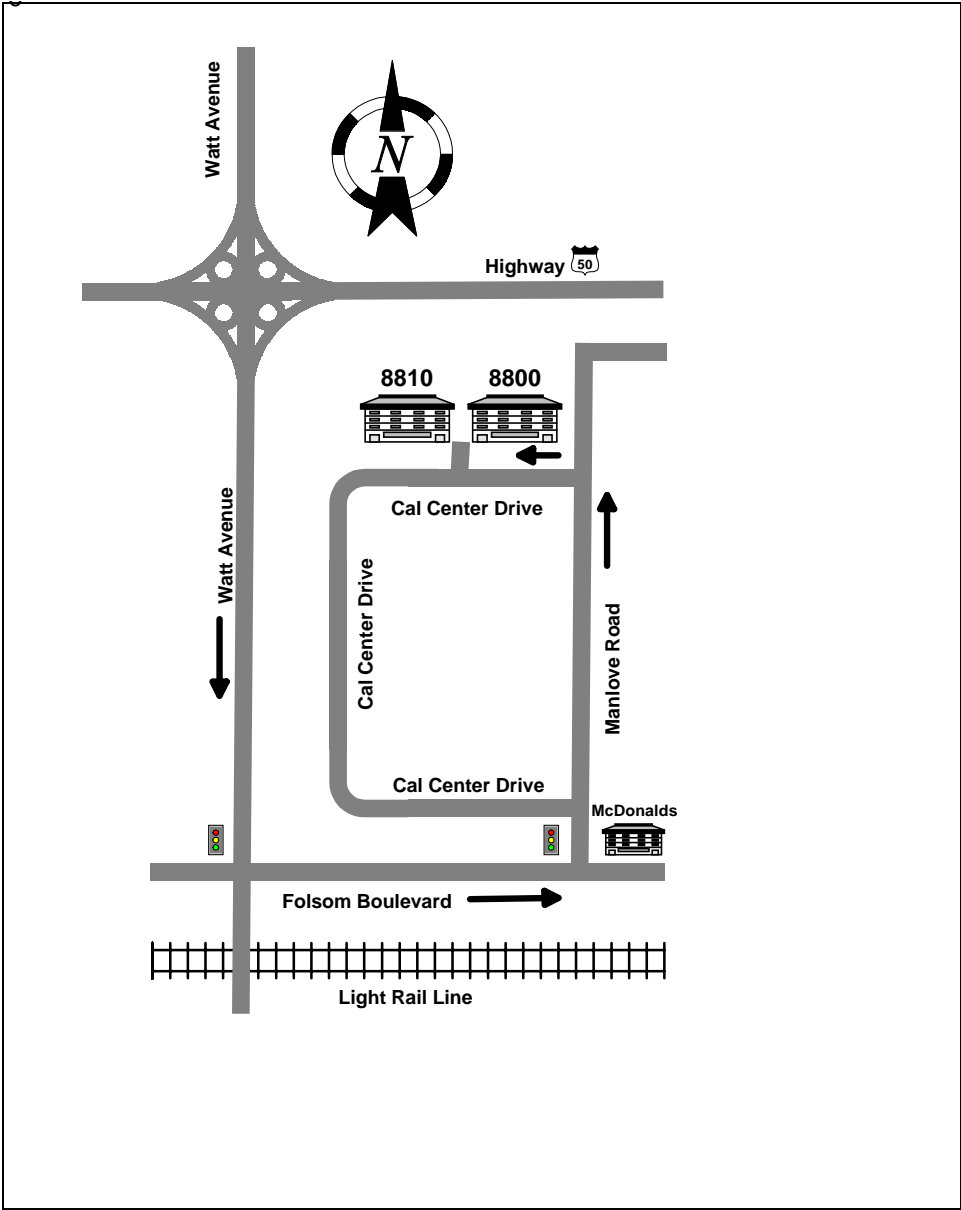 Watt Avenue
N
Highway 50
8810 8800
Cal Center Drive
Watt Avenue
Cal Center Drive
Manlove Road
Cal Center Drive
McDonalds
Folsom Boulevard
Light Rail Line